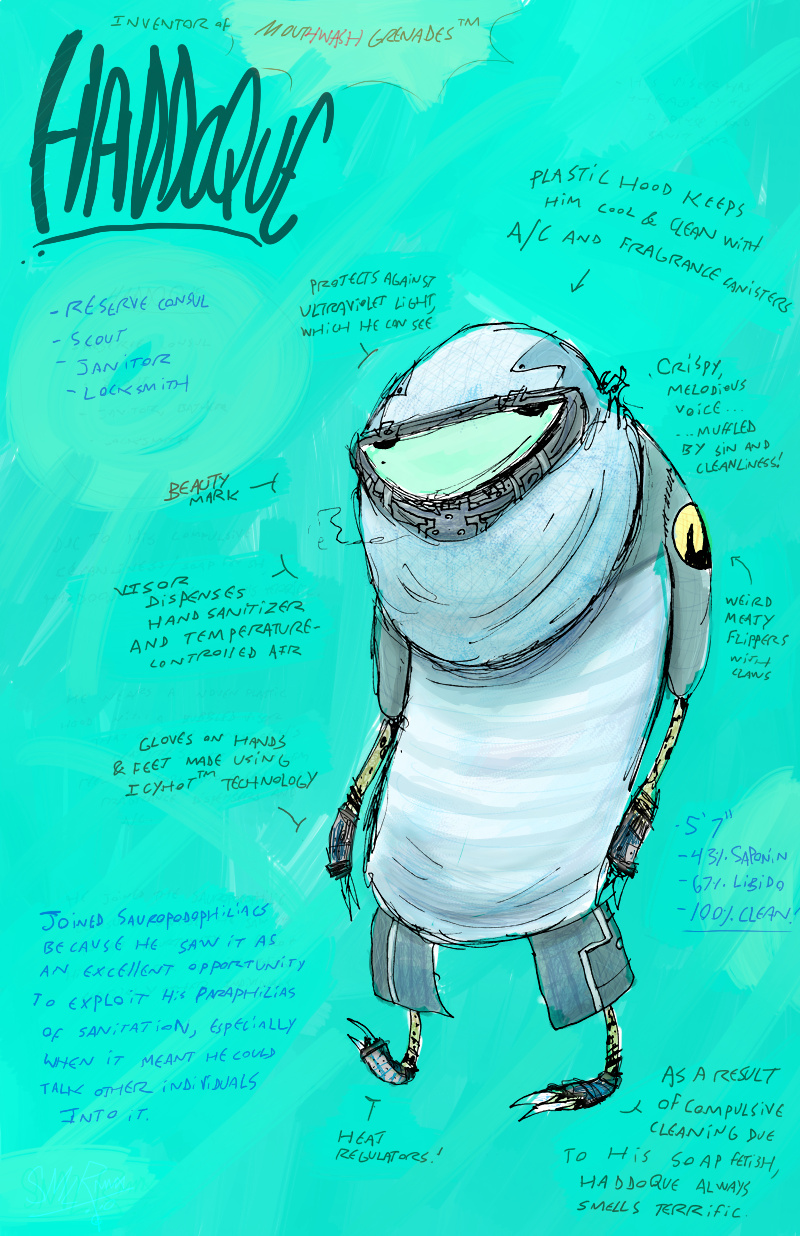 INVENTOR OF
MOUTHWASH GRENADES™
HADDOQUE
PLASTIC HOOD KEEPS
HIM COOL & CLEAN WITH
A/C AND FRAGRANCE CANISTERS
PROTECTS AGAINST
ULTRAVIOLET LIGHT,
WHICH HE CAN SEE
- RESERVE CONSUL
- SCOUT
- JANITOR
- LOCKSMITH
CRISPY,
MELODIOUS
VOICE...
...MUFFLED
BY SIN AND
CLEANLINESS!
BEAUTY
MARK
VISOR
DISPENSES
HAND SANITIZER
AND TEMPERATURE-
CONTROLLED AIR
WEIRD
MEATY
FLIPPERS
WITH
CLAWS
GLOVES ON HANDS
& FEET MADE USING
ICYHOT™ TECHNOLOGY
- 5'7"
- 43% SAPONIN
- 67% LIBIDO
- 100% CLEAN!
JOINED SAUROPODOPHILIACS
BECAUSE HE SAW IT AS
AN EXCELLENT OPPORTUNITY
TO EXPLOIT HIS PARAPHILIAS
OF SANITATION, ESPECIALLY
WHEN IT MEANT HE COULD
TALK OTHER INDIVIDUALS
INTO IT.
HEAT
REGULATORS!
AS A RESULT
OF COMPULSIVE
CLEANING DUE
TO HIS SOAP FETISH,
HADDOQUE ALWAYS
SMELLS TERRIFIC.